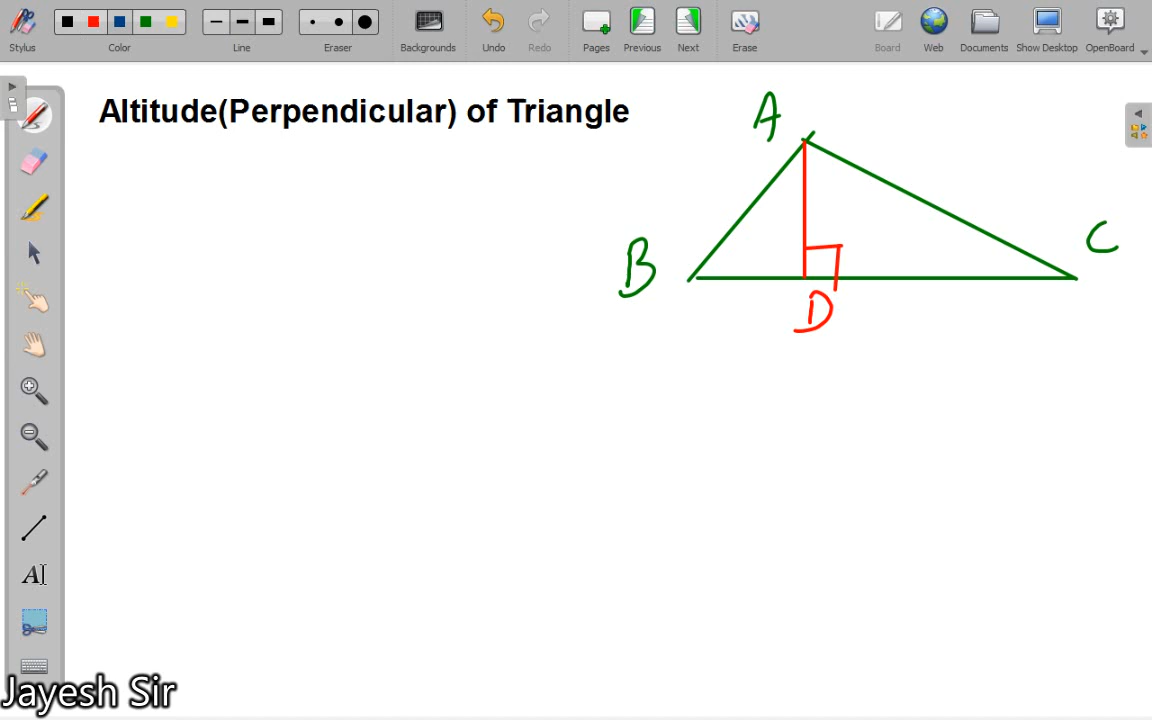 Stylus Color Line Eraser Backgrounds Undo Redo Pages Previous Next Erase Board Web Documents Show Desktop OpenBoard
Altitude(Perpendicular) of Triangle
A
B
C
D
A
Jayesh Sir